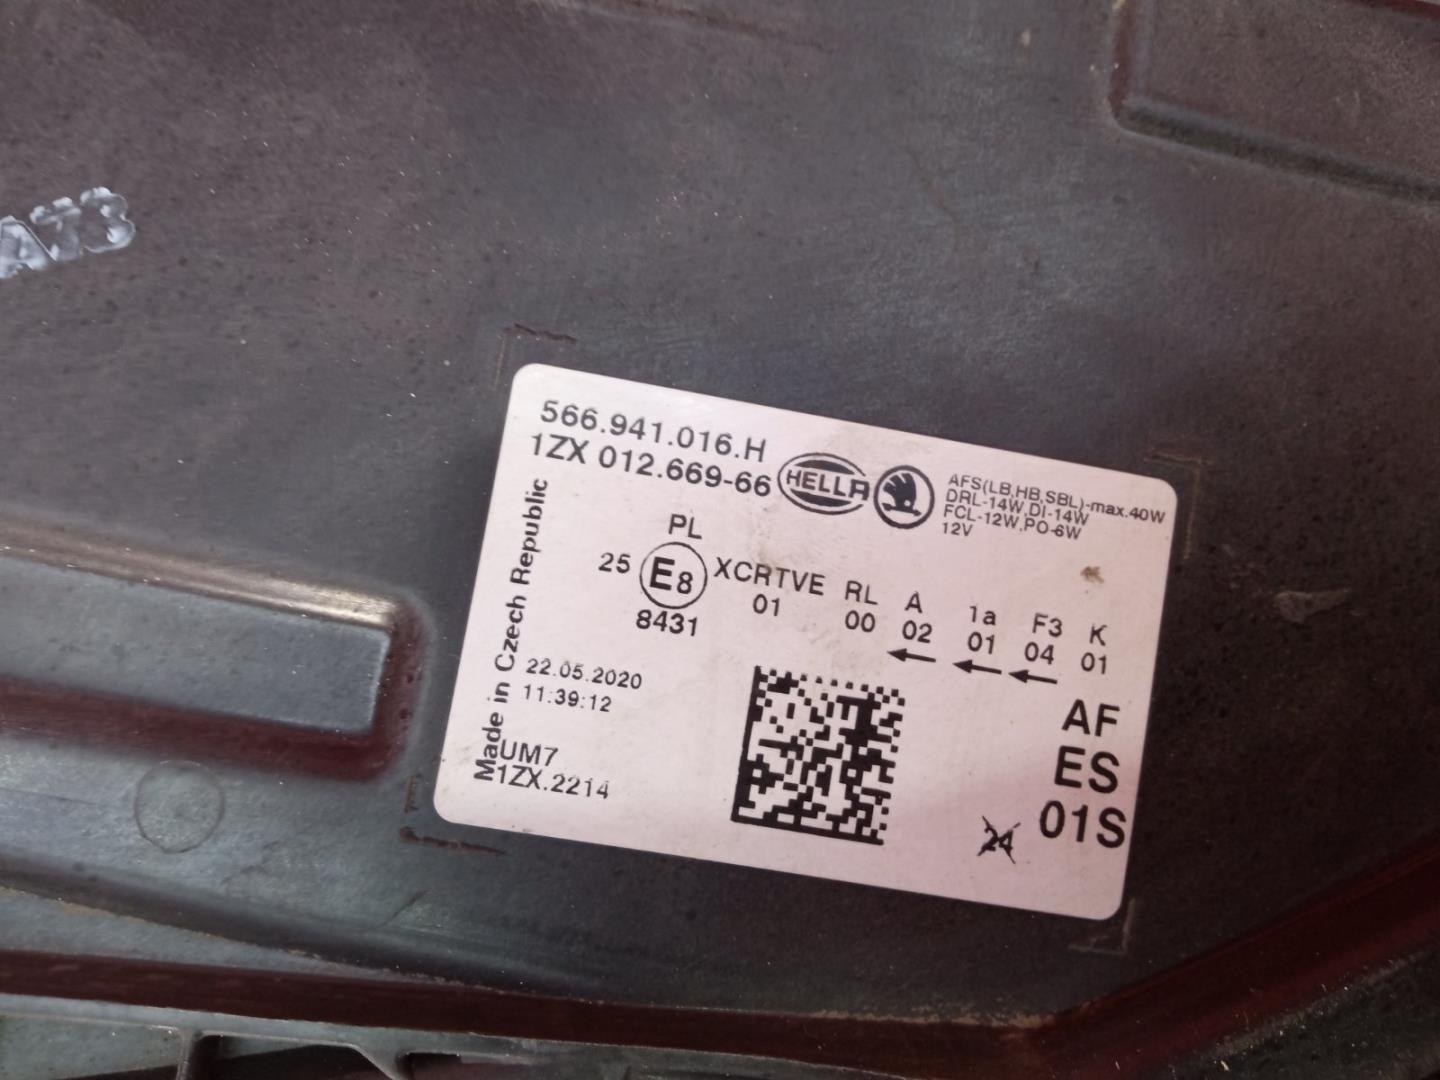 A73
566.941.016.H
1ZX 012.669-66
HELLA
AFS(LB,HB,SBL)-max.40W
DRL-14W,DI-14W
FCL-12W,PO-6W
12V
Made in Czech Republic
PL
25 E8 XCRTVE RL A 1a F3 K
8431 01 00 02 01 04 01
22.05.2020
11:39:12
UM7
1ZX.2214
AF
ES
01S
24